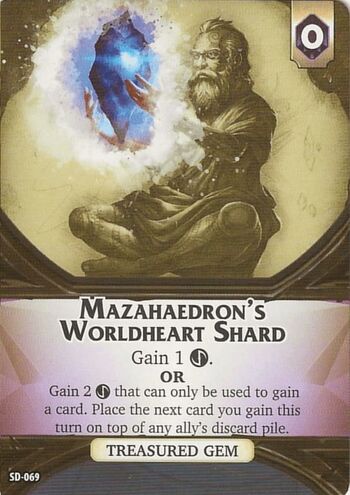 0
MAZAHAEDRON'S
WORLDHEART SHARD
Gain 1 .
OR
Gain 2 that can only be used to gain
a card. Place the next card you gain this
turn on top of any ally's discard pile.
TREASURED GEM
SD-069